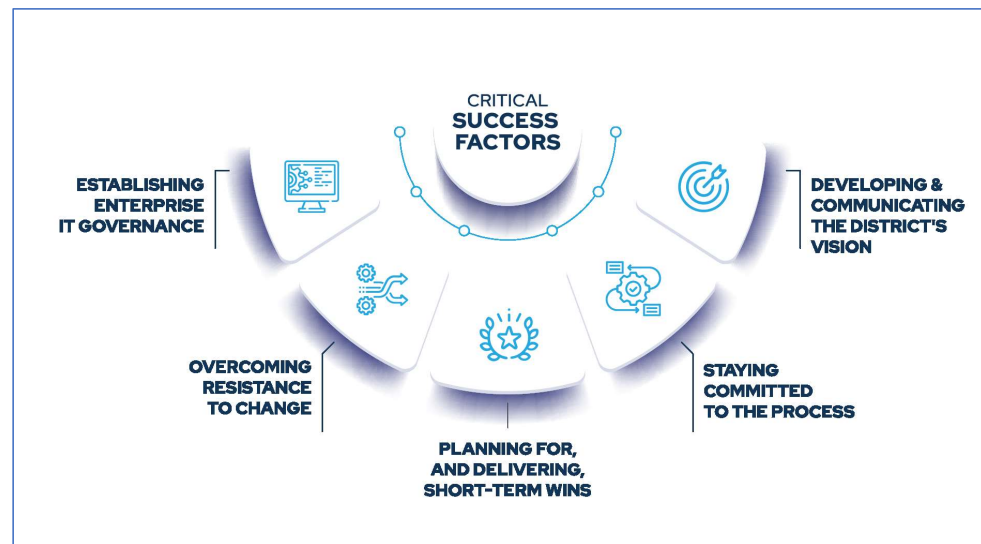 CRITICAL
SUCCESS
FACTORS
ESTABLISHING
ENTERPRISE
IT GOVERNANCE
OVERCOMING
RESISTANCE
TO CHANGE
PLANNING FOR,
AND DELIVERING,
SHORT-TERM WINS
STAYING
COMMITTED
TO THE PROCESS
DEVELOPING &
COMMUNICATING
THE DISTRICT'S
VISION